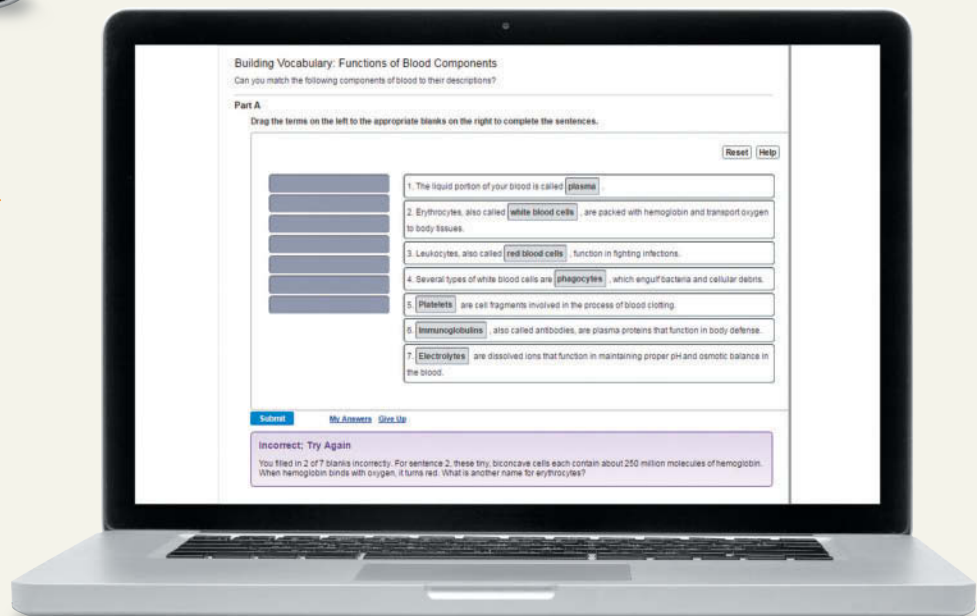 Building Vocabulary: Functions of Blood Components
Can you match the following components of blood to their descriptions?
Part A
Drag the terms on the left to the appropriate blanks on the right to complete the sentences.
Reset Help
1. The liquid portion of your blood is called plasma .
2. Erythrocytes, also called white blood cells , are packed with hemoglobin and transport oxygen
to body tissues.
3. Leukocytes, also called red blood cells , function in fighting infections.
4. Several types of white blood cells are phagocytes , which engulf bacteria and cellular debris.
5. Platelets are cell fragments involved in the process of blood clotting.
6. Immunoglobulins , also called antibodies, are plasma proteins that function in body defense.
7. Electrolytes are dissolved ions that function in maintaining proper pH and osmotic balance in
the blood.
Submit My Answers Give Up
Incorrect; Try Again
You filled in 2 of 7 blanks incorrectly. For sentence 2, these tiny, biconcave cells each contain about 250 million molecules of hemoglobin.
When hemoglobin binds with oxygen, it turns red. What is another name for erythrocytes?